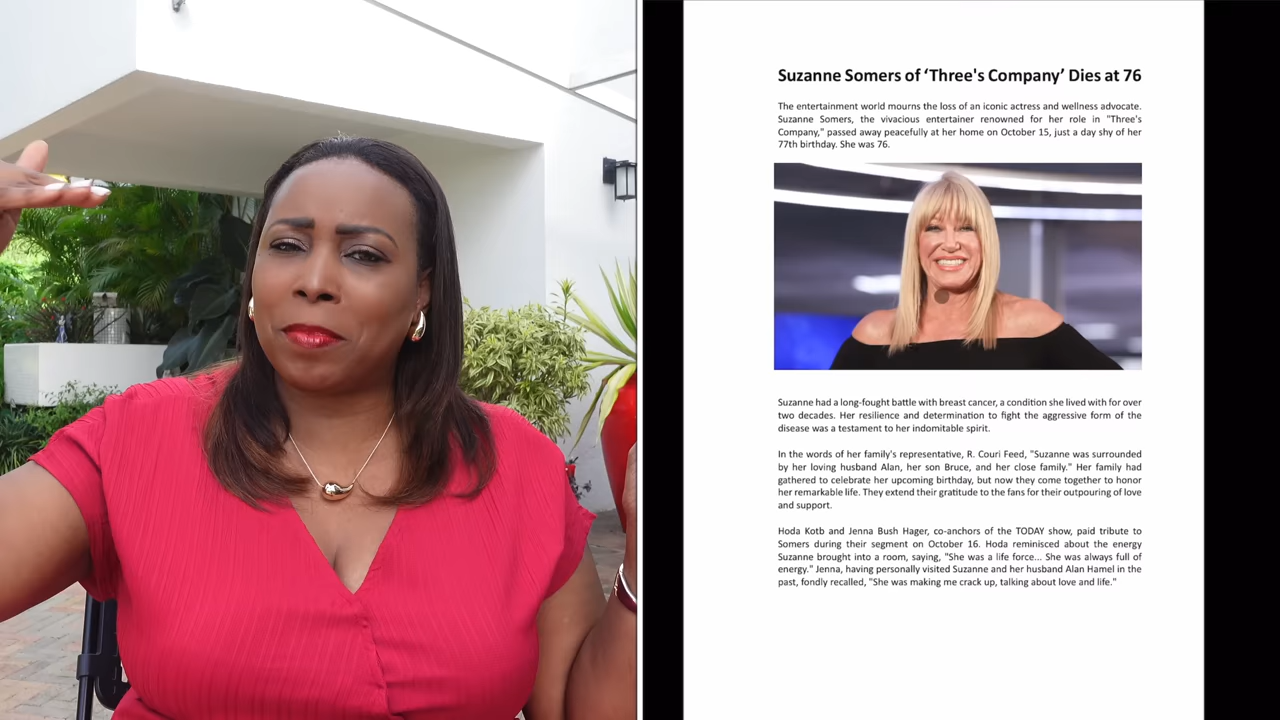 Suzanne Somers of ‘Three's Company’ Dies at 76
The entertainment world mourns the loss of an iconic actress and wellness advocate.
Suzanne Somers, the vivacious entertainer renowned for her role in "Three's
Company," passed away peacefully at her home on October 15, just a day shy of her
77th birthday. She was 76.
Suzanne had a long-fought battle with breast cancer, a condition she lived with for over
two decades. Her resilience and determination to fight the aggressive form of the
disease was a testament to her indomitable spirit.
In the words of her family's representative, R. Couri Feed, "Suzanne was surrounded
by her loving husband Alan, her son Bruce, and her close family." Her family had
gathered to celebrate her upcoming birthday, but now they come together to honor
her remarkable life. They extend their gratitude to the fans for their outpouring of love
and support.
Hoda Kotb and Jenna Bush Hager, co-anchors of the TODAY show, paid tribute to
Somers during their segment on October 16. Hoda reminisced about the energy
Suzanne brought into a room, saying, "She was a life force... She was always full of
energy." Jenna, having personally visited Suzanne and her husband Alan Hamel in the
past, fondly recalled, "She was making me crack up, talking about love and life."